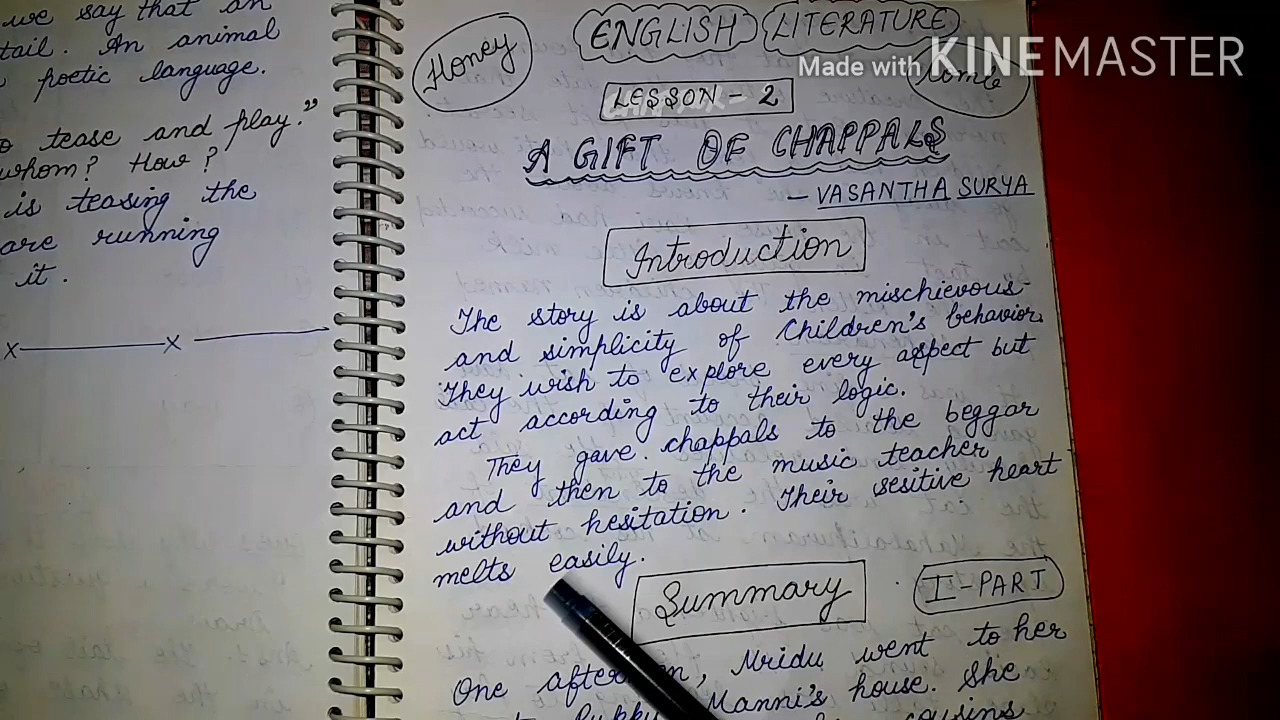 we say that an
tail. An animal
poetic language.
to tease and play."
whom? How?
is teasing the
are running
it.
x x
Honey
ENGLISH LITERATURE
Made with KINEMASTER
comb
LESSON - 2
A GIFT OF CHAPPALS
- VASANTHA SURYA
Introduction
The story is about the mischievous
and simplicity of Children's behavior.
They wish to explore every aspect but
act according to their logic.
They gave chappals to the beggar
and then to the music teacher
without hesitation. Their sesitive heart
melts easily.
Summary
I - PART
One afternoon, Mridu went to her
Manni's house. She
cousins